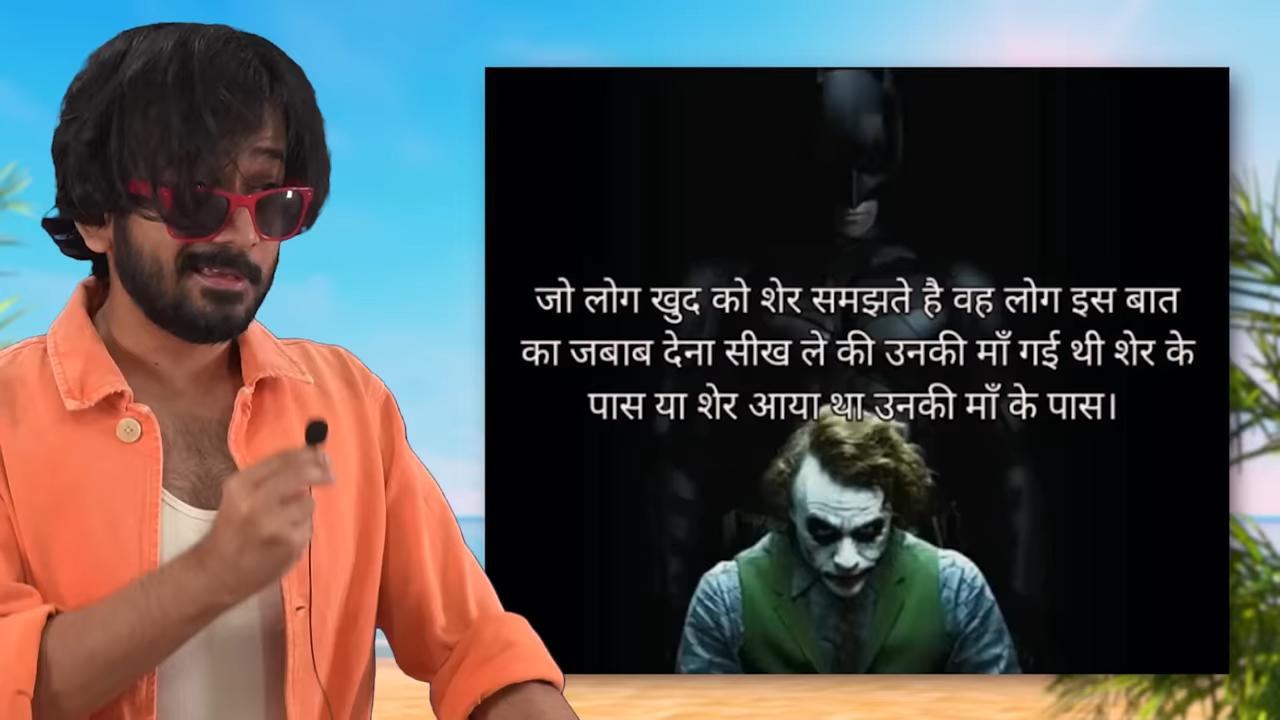 जो लोग खुद को शेर समझते है वह लोग इस बात
का जबाब देना सीख ले की उनकी माँ गई थी शेर के
पास या शेर आया था उनकी माँ के पास।